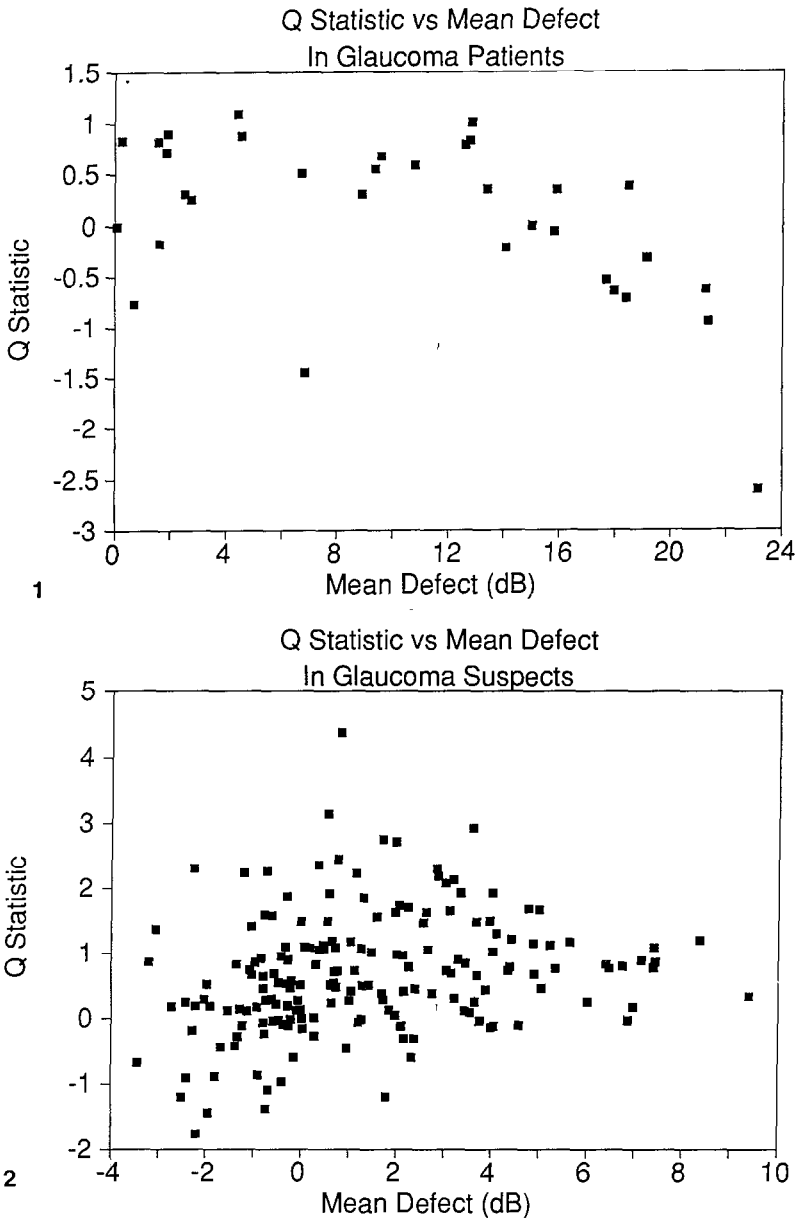 Q Statistic vs Mean Defect
In Glaucoma Patients
1.5
1
0.5
0
-0.5
-1
-1.5
-2
-2.5
-3
Q Statistic
0 4 8 12 16 20 24
Mean Defect (dB)
1
Q Statistic vs Mean Defect
In Glaucoma Suspects
5
4
3
2
1
0
-1
-2
Q Statistic
-4 -2 0 2 4 6 8 10
Mean Defect (dB)
2